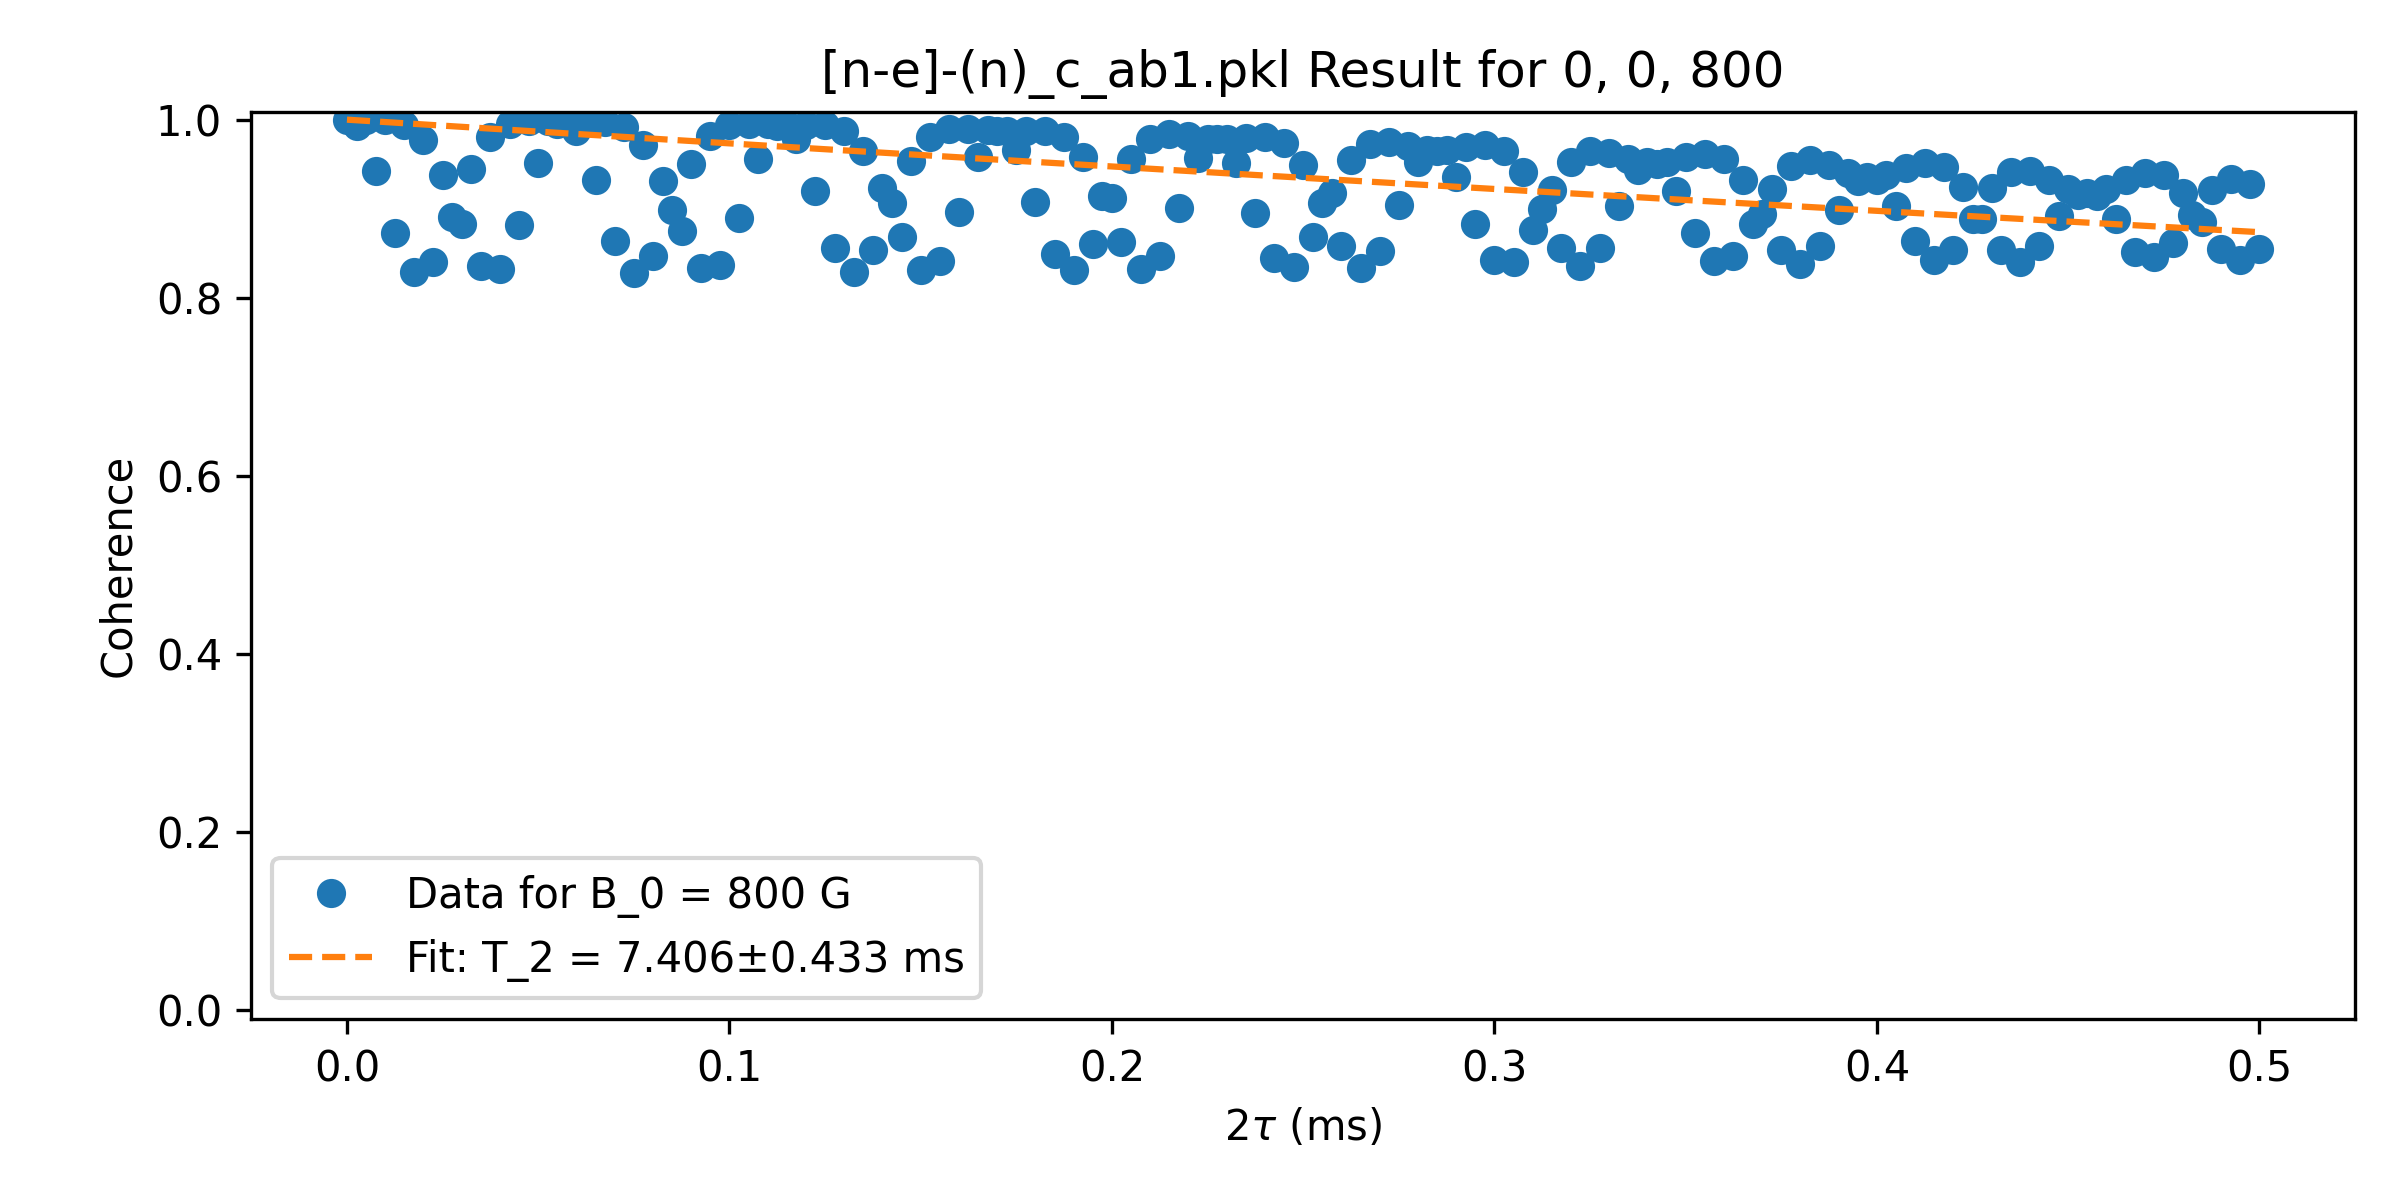 [n-e]-(n)_c_ab1.pkl Result for 0, 0, 800
1.0
0.8
0.6
0.4
0.2
0.0
Coherence
Data for B_0 = 800 G
Fit: T_2 = 7.406±0.433 ms
0.0 0.1 0.2 0.3 0.4 0.5
2τ (ms)